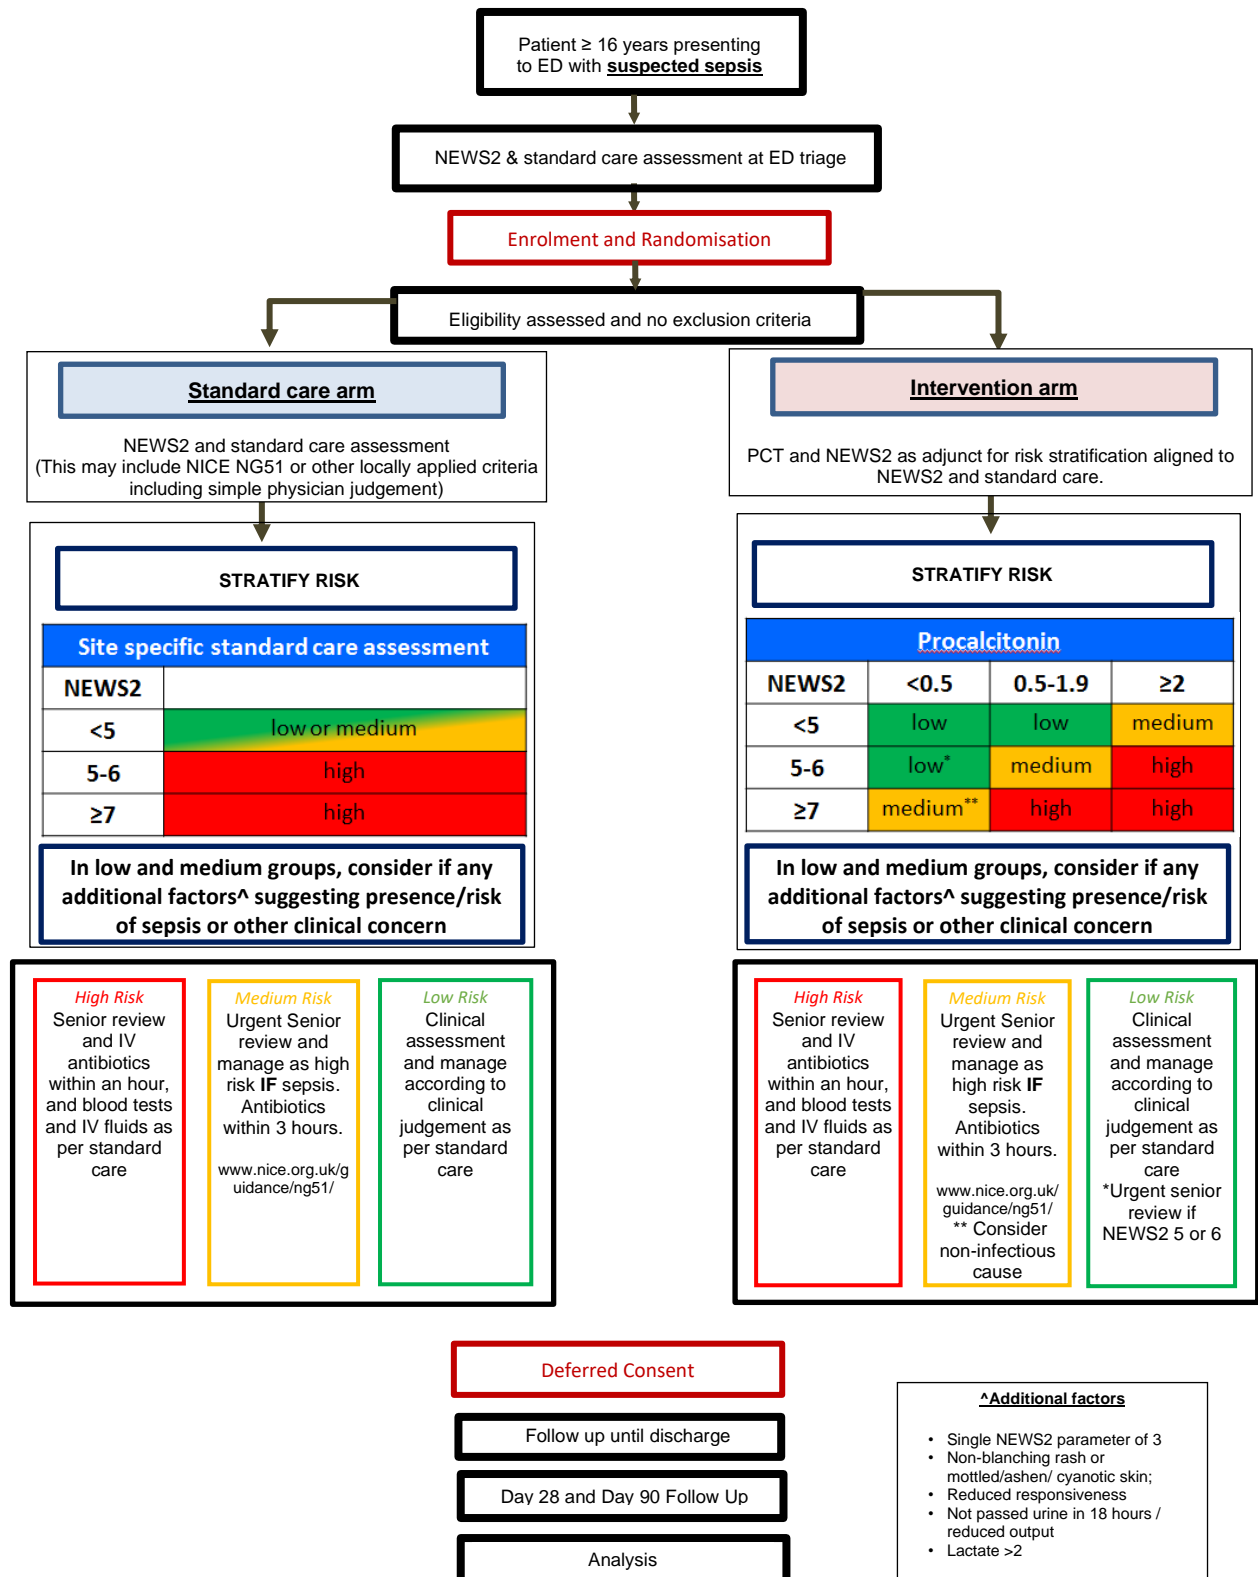 Patient ≥ 16 years presenting
to ED with suspected sepsis
NEWS2 & standard care assessment at ED triage
Enrolment and Randomisation
Eligibility assessed and no exclusion criteria
Standard care arm
NEWS2 and standard care assessment
(This may include NICE NG51 or other locally applied criteria
including simple physician judgement)
STRATIFY RISK
Site specific standard care assessment
NEWS2
<5 low or medium
5-6 high
≥7 high
In low and medium groups, consider if any
additional factors^ suggesting presence/risk
of sepsis or other clinical concern
High Risk
Senior review
and IV
antibiotics
within an hour,
and blood tests
and IV fluids as
per standard
care
Medium Risk
Urgent Senior
review and
manage as high
risk IF sepsis.
Antibiotics
within 3 hours.
www.nice.org.uk/g
uidance/ng51/
Low Risk
Clinical
assessment
and manage
according to
clinical
judgement as
per standard
care
Intervention arm
PCT and NEWS2 as adjunct for risk stratification aligned to
NEWS2 and standard care.
STRATIFY RISK
Procalcitonin
NEWS2 <0.5 0.5-1.9 ≥2
<5 low low medium
5-6 low* medium high
≥7 medium** high high
In low and medium groups, consider if any
additional factors^ suggesting presence/risk
of sepsis or other clinical concern
High Risk
Senior review
and IV
antibiotics
within an hour,
and blood tests
and IV fluids as
per standard
care
Medium Risk
Urgent Senior
review and
manage as
high risk IF
sepsis.
Antibiotics
within 3 hours.
www.nice.org.uk/
guidance/ng51/
** Consider
non-infectious
cause
Low Risk
Clinical
assessment
and manage
according to
clinical
judgement as
per standard
care
*Urgent senior
review if
NEWS2 5 or 6
Deferred Consent
Follow up until discharge
Day 28 and Day 90 Follow Up
Analysis
^Additional factors
• Single NEWS2 parameter of 3
• Non-blanching rash or
mottled/ashen/ cyanotic skin;
• Reduced responsiveness
• Not passed urine in 18 hours /
reduced output
• Lactate >2